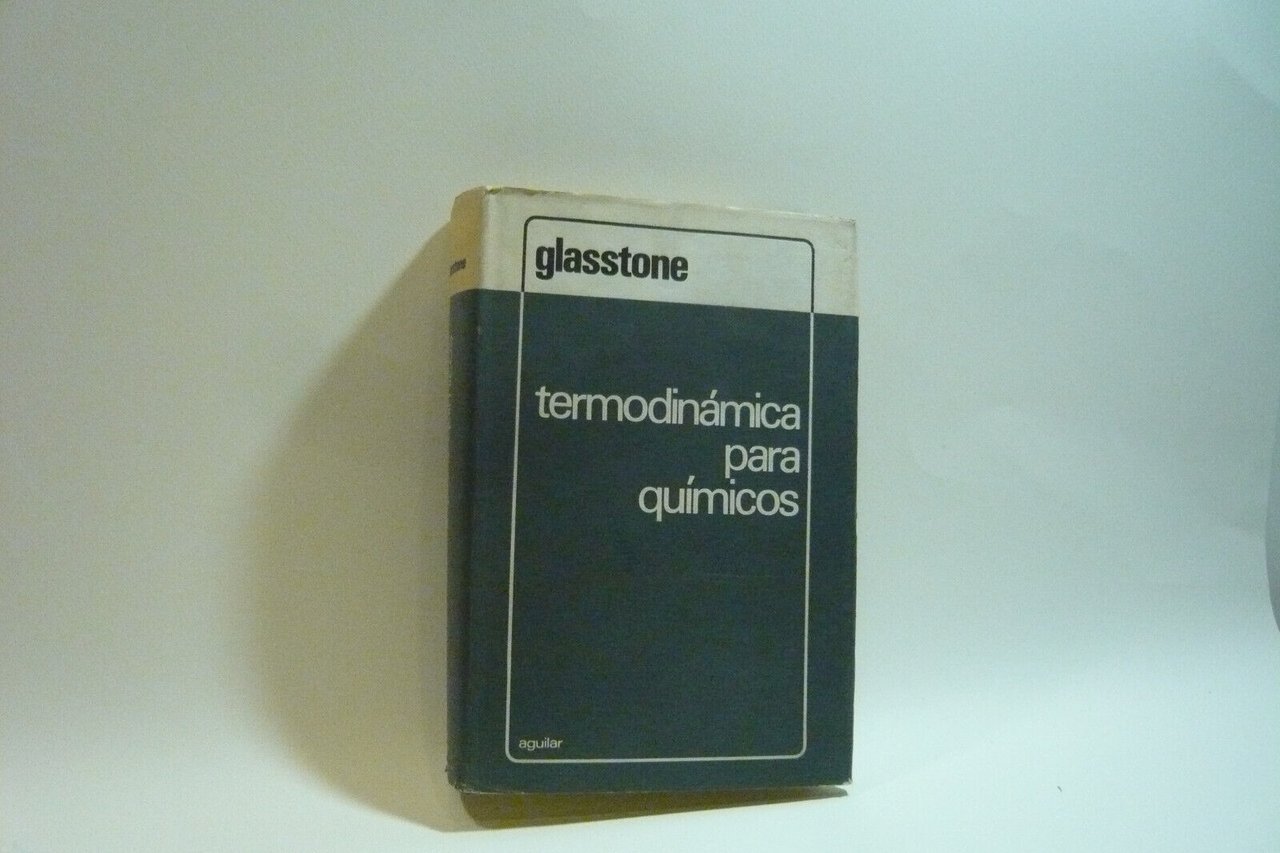 glasstone
termodinámica
para
químicos
aguilar